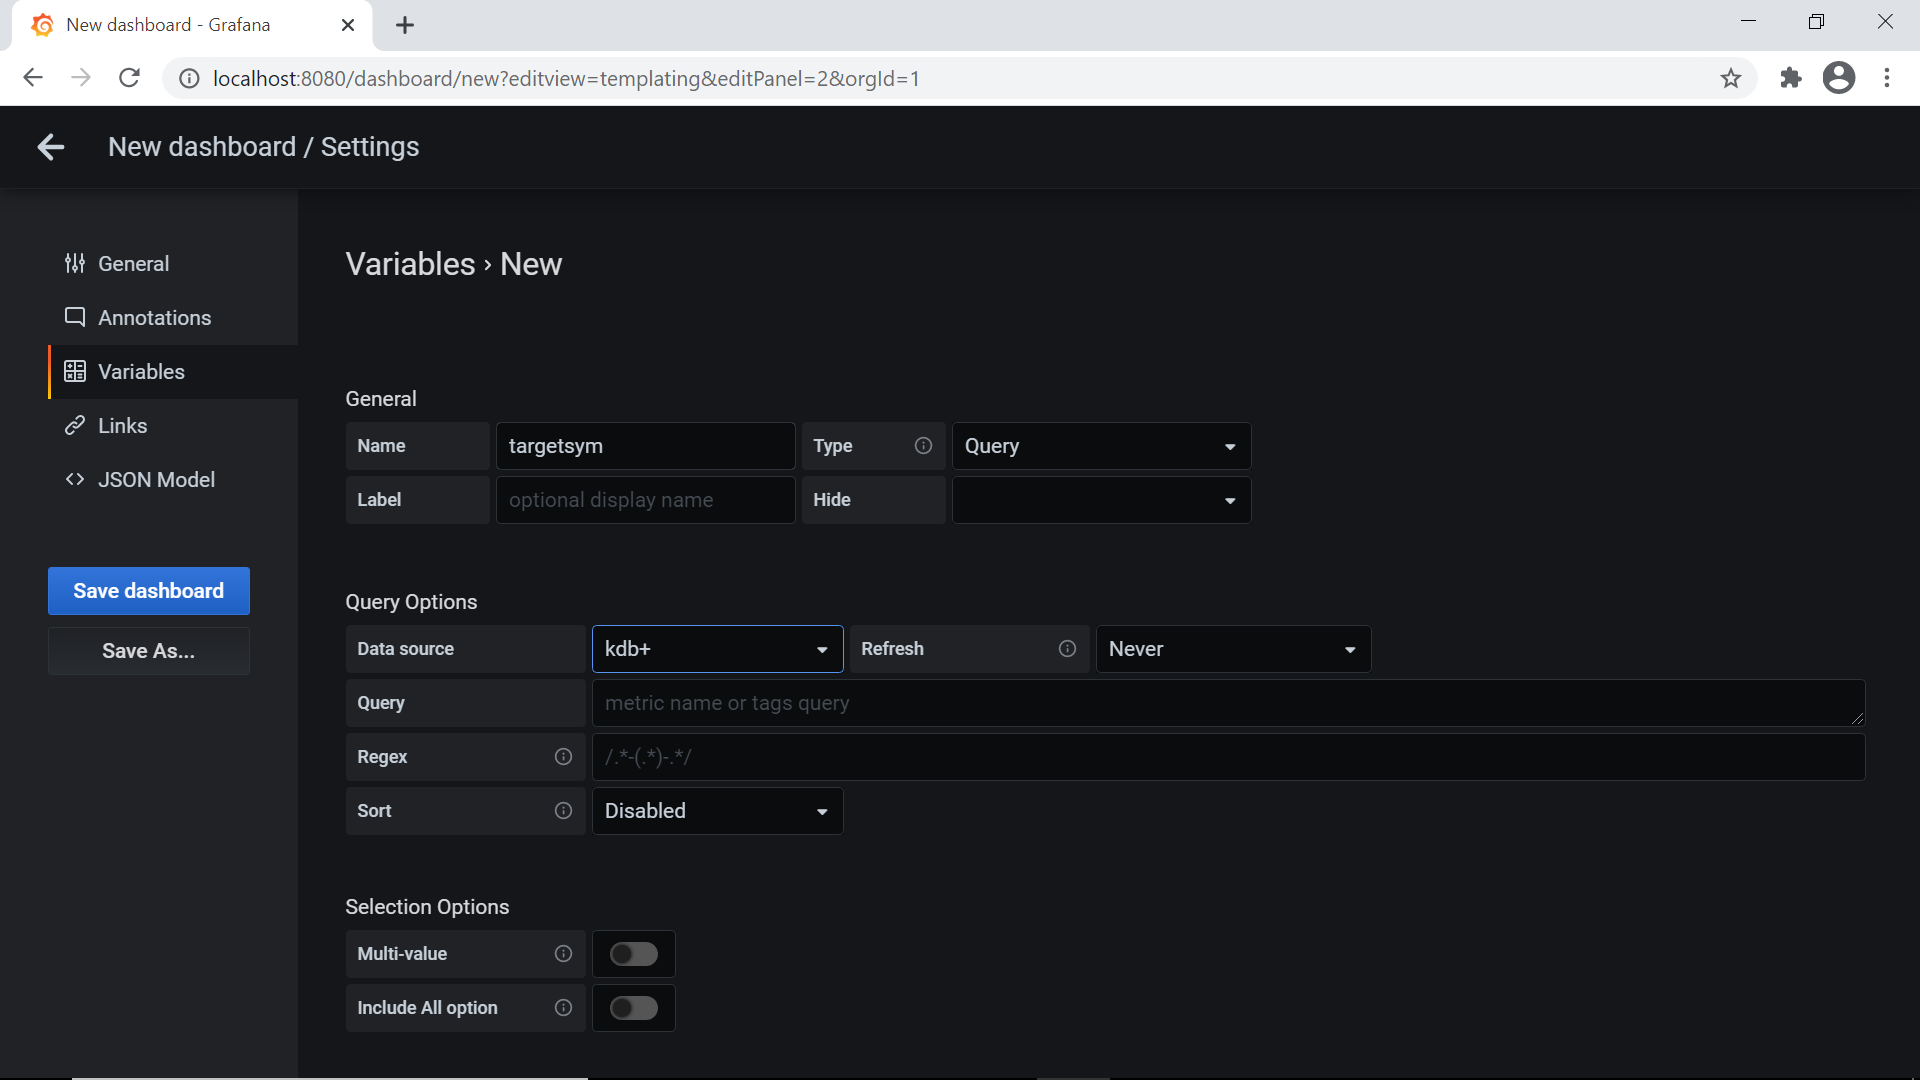 New dashboard - Grafana
localhost:8080/dashboard/new?editview=templating&editPanel=2&orgId=1
New dashboard / Settings
General
Annotations
Variables
Links
JSON Model
Save dashboard
Save As...
Variables › New
General
Name targetsym Type Query
Label optional display name Hide
Query Options
Data source kdb+ Refresh Never
Query metric name or tags query
Regex /.*-(.*)-.*/
Sort Disabled
Selection Options
Multi-value
Include All option